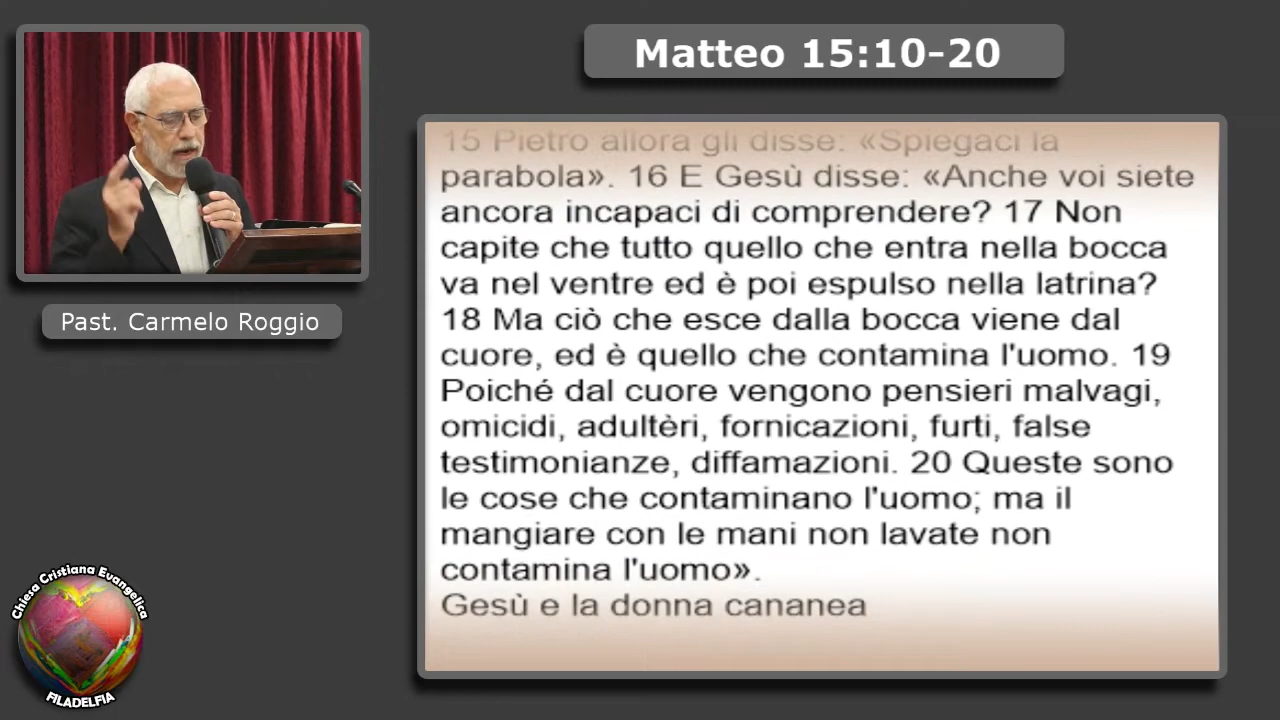 Matteo 15:10-20
15 Pietro allora gli disse: «Spiegaci la
parabola». 16 E Gesù disse: «Anche voi siete
ancora incapaci di comprendere? 17 Non
capite che tutto quello che entra nella bocca
va nel ventre ed è poi espulso nella latrina?
18 Ma ciò che esce dalla bocca viene dal
cuore, ed è quello che contamina l'uomo. 19
Poiché dal cuore vengono pensieri malvagi,
omicidi, adultèri, fornicazioni, furti, false
testimonianze, diffamazioni. 20 Queste sono
le cose che contaminano l'uomo; ma il
mangiare con le mani non lavate non
contamina l'uomo».
Gesù e la donna cananea
Past. Carmelo Roggio
Chiesa Cristiana Evangelica
FILADELFIA